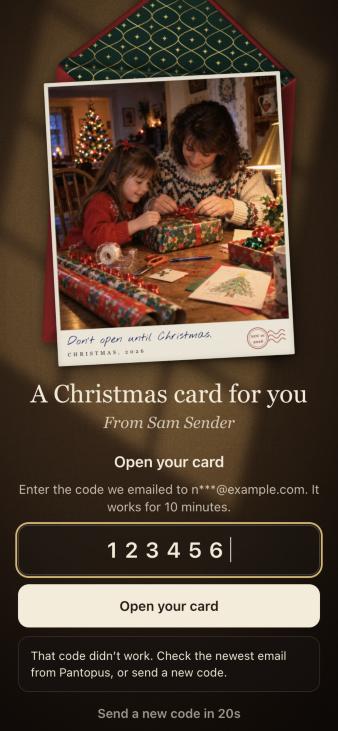 Don't open until Christmas.
CHRISTMAS, 2026
A Christmas card for you
From Sam Sender
Open your card
Enter the code we emailed to n***@example.com. It
works for 10 minutes.
123456
Open your card
That code didn't work. Check the newest email
from Pantopus, or send a new code.
Send a new code in 20s